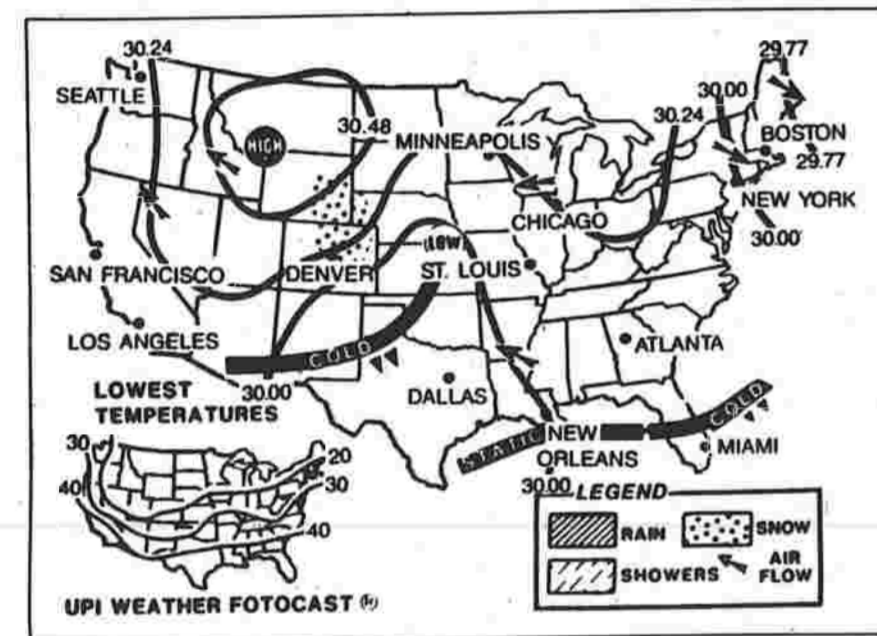 30.24
29.77
SEATTLE
30.00
30.24
HIGH
30.48
MINNEAPOLIS
BOSTON
29.77
NEW YORK
CHICAGO
30.00
(LOW)
SAN FRANCISCO
DENVER
ST. LOUIS
LOS ANGELES
COLD
ATLANTA
30.00
LOWEST
TEMPERATURES
DALLAS
COLD
STATIC
NEW
ORLEANS
MIAMI
30.00
30
20
40
30
40
LEGEND
RAIN
SNOW
SHOWERS
AIR
FLOW
UPI WEATHER FOTOCAST